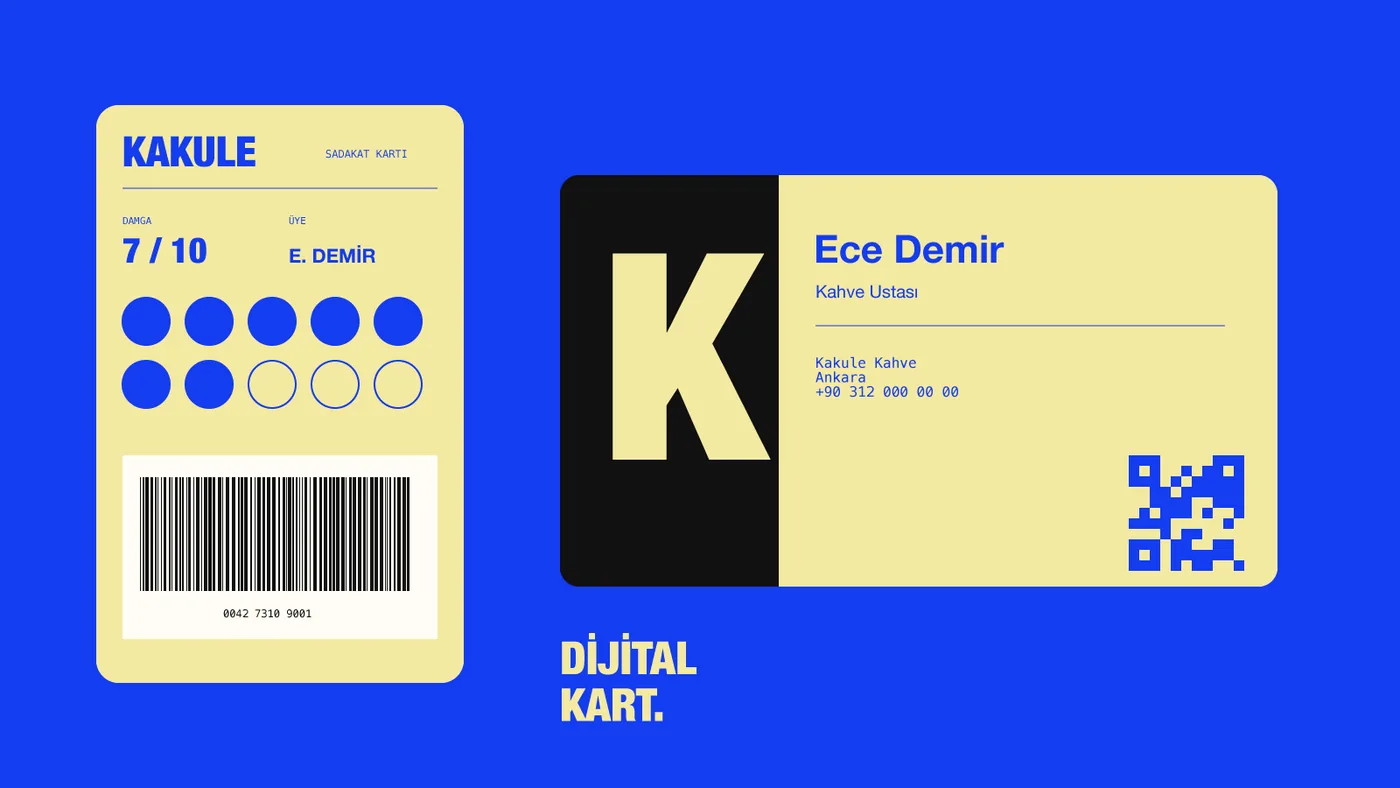 KAKULE
SADAKAT KARTI
DAMGA
ÜYE
7 / 10
E. DEMİR
0042 7310 9001
K
Ece Demir
Kahve Ustası
Kakule Kahve
Ankara
+90 312 000 00 00
DİJİTAL
KART.